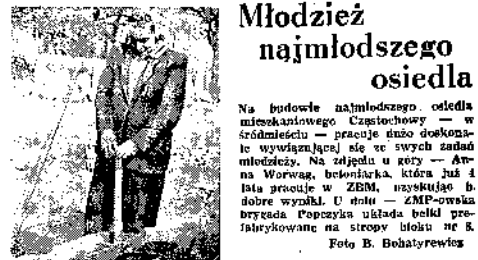 Młodzież
najmłodszego
osiedla
Na budowie najmłodszego osiedla
mieszkaniowego Częstochowy — w
śródmieściu — pracuje dużo doskona-
le wywiązującej się ze swych zadań
młodzieży. Na zdjęciu u góry — An-
na Worwąg, betoniarka, która już 4
lata pracuje w ZBM, uzyskując b.
dobre wyniki. U dołu — ZMP-owska
brygada Popczyka układa belki pre-
fabrykowane na stropy bloku nr 8.
Foto B. Bohatyrewicz